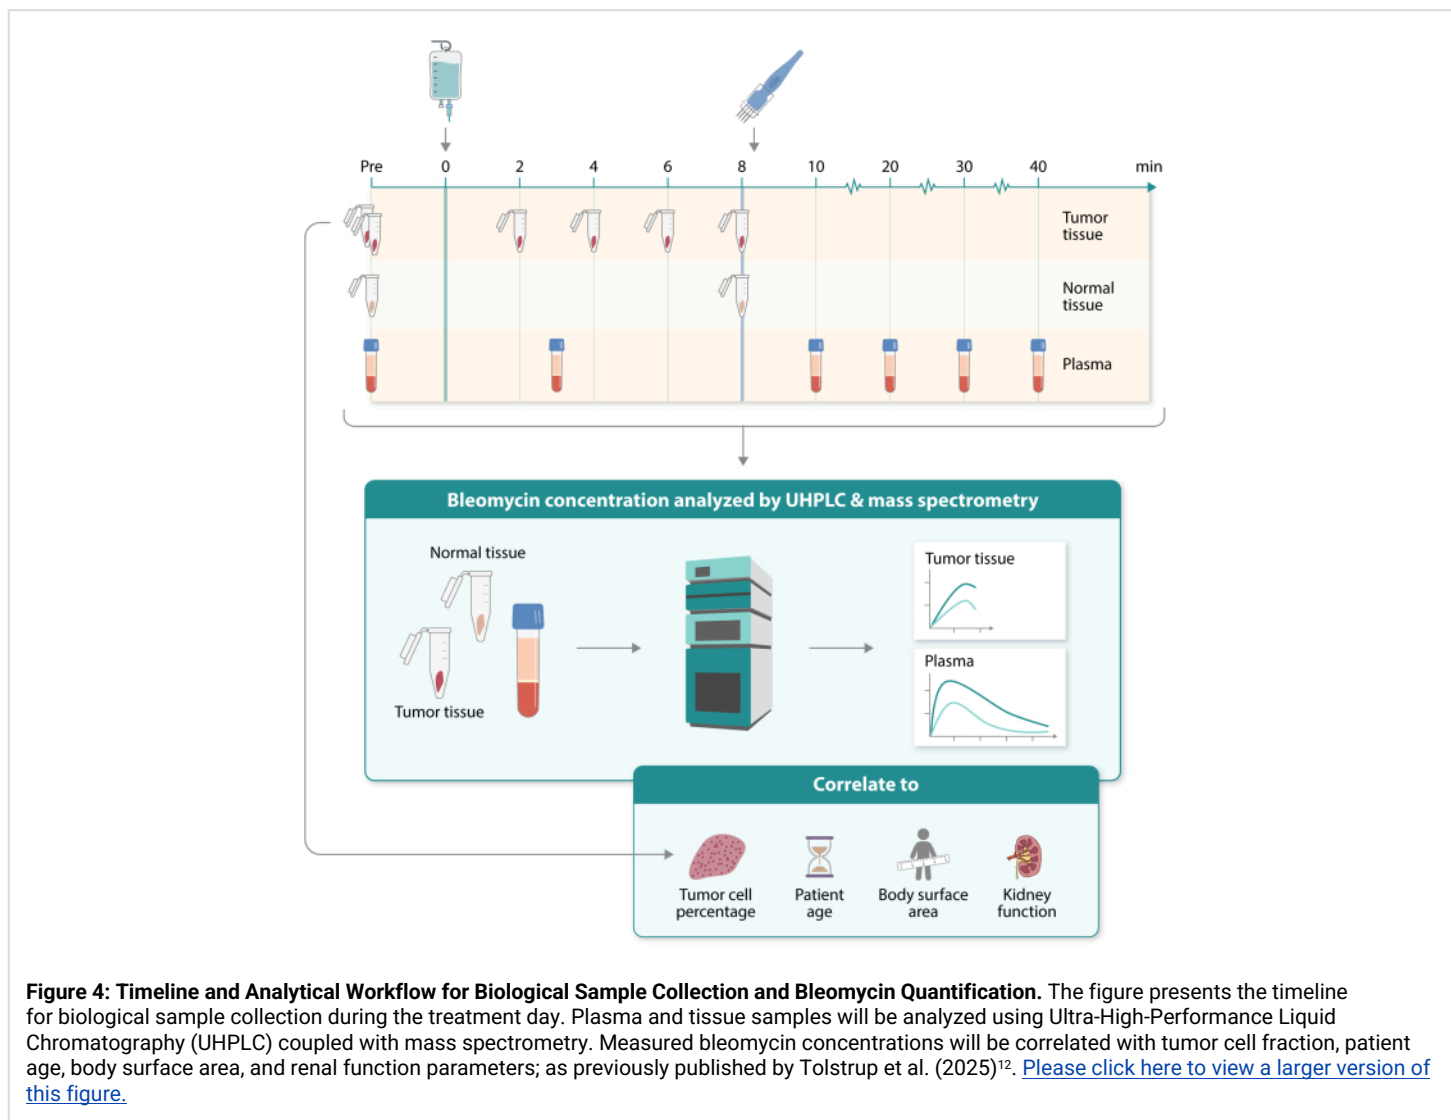 Pre 0 2 4 6 8 10 20 30 40 min
Tumor
tissue
Normal
tissue
Plasma
Bleomycin concentration analyzed by UHPLC & mass spectrometry
Normal tissue
Tumor tissue
Tumor tissue
Plasma
Correlate to
Tumor cell
percentage
Patient
age
Body surface
area
Kidney
function
Figure 4: Timeline and Analytical Workflow for Biological Sample Collection and Bleomycin Quantification. The figure presents the timeline
for biological sample collection during the treatment day. Plasma and tissue samples will be analyzed using Ultra-High-Performance Liquid
Chromatography (UHPLC) coupled with mass spectrometry. Measured bleomycin concentrations will be correlated with tumor cell fraction, patient
age, body surface area, and renal function parameters; as previously published by Tolstrup et al. (2025)¹². Please click here to view a larger version of
this figure.